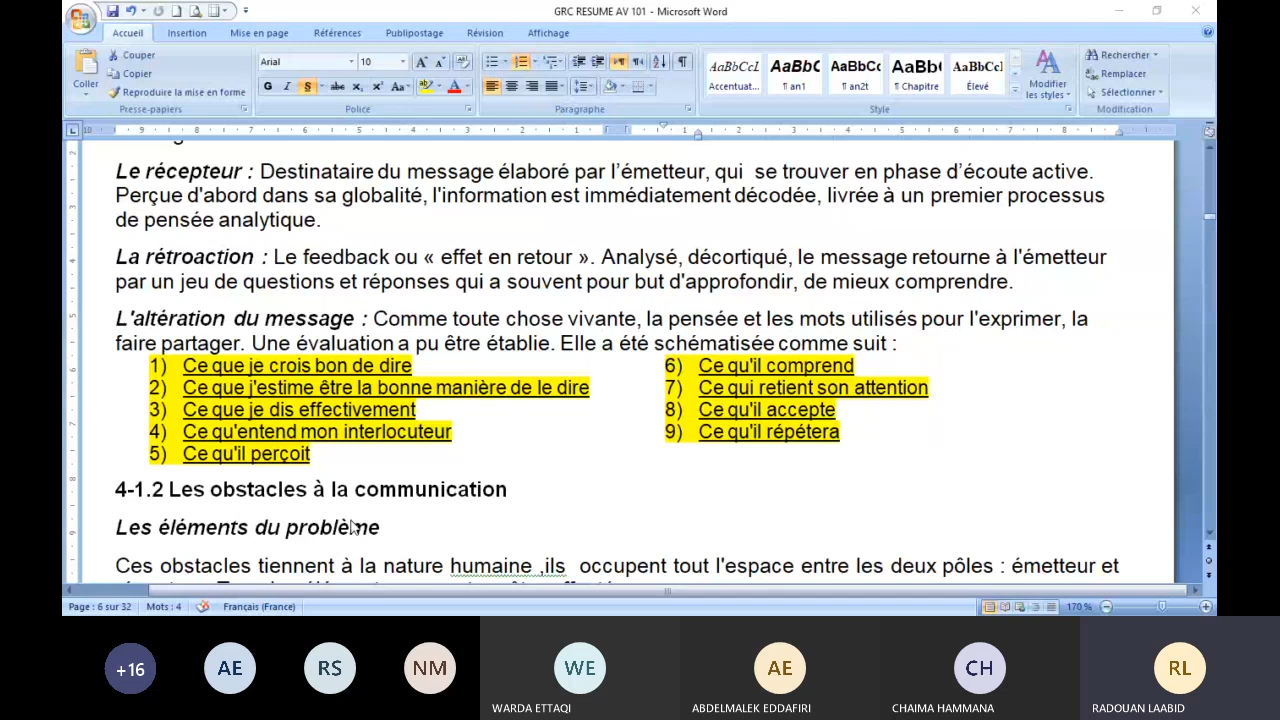 GRC RESUME AV 101 - Microsoft Word
Accueil Insertion Mise en page Références Publipostage Révision Affichage
Coller
Couper
Copier
Reproduire la mise en forme
Presse-papiers
Arial 10
G I S abc x₂ x² Aa
Police
Paragraphe
AaBbCcI AaBbC AaBbCc AaBbC AaBbCc
Accentuat... ¶ an1 ¶ an2t ¶ Chapitre Élevé
Modifier
les styles
Style
Rechercher
Remplacer
Sélectionner
Modification
Le récepteur : Destinataire du message élaboré par l’émetteur, qui se trouver en phase d’écoute active.
Perçue d'abord dans sa globalité, l'information est immédiatement décodée, livrée à un premier processus
de pensée analytique.
La rétroaction : Le feedback ou « effet en retour ». Analysé, décortiqué, le message retourne à l'émetteur
par un jeu de questions et réponses qui a souvent pour but d'approfondir, de mieux comprendre.
L'altération du message : Comme toute chose vivante, la pensée et les mots utilisés pour l'exprimer, la
faire partager. Une évaluation a pu être établie. Elle a été schématisée comme suit :
1) Ce que je crois bon de dire
2) Ce que j'estime être la bonne manière de le dire
3) Ce que je dis effectivement
4) Ce qu'entend mon interlocuteur
5) Ce qu'il perçoit
6) Ce qu'il comprend
7) Ce qui retient son attention
8) Ce qu'il accepte
9) Ce qu'il répétera
4-1.2 Les obstacles à la communication
Les éléments du problème
Ces obstacles tiennent à la nature humaine ,ils occupent tout l'espace entre les deux pôles : émetteur et
Page : 6 sur 32 Mots : 4 Français (France) 170 %
+16 AE RS NM WE AE CH RL
WARDA ETTAQI ABDELMALEK EDDAFIRI CHAIMA HAMMANA RADOUAN LAABID